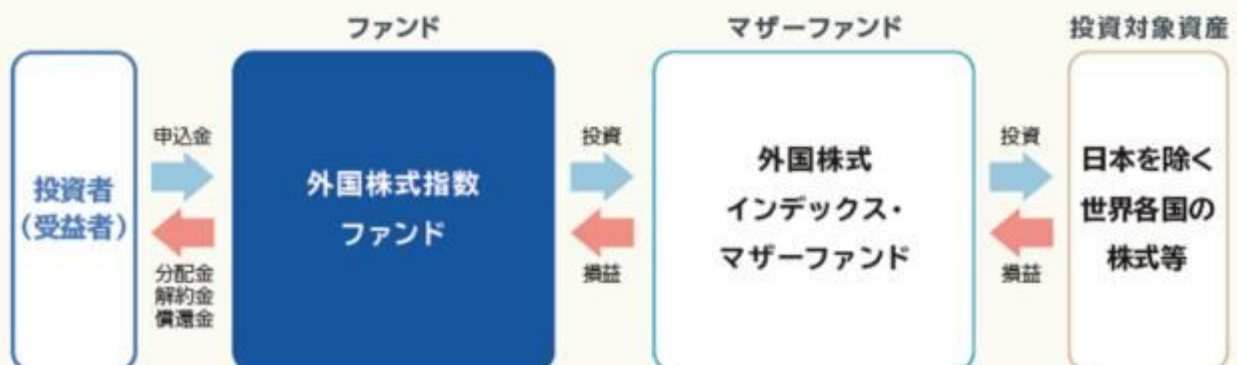 ファンド
マザーファンド
投資対象資産
投資者
(受益者)
申込金
分配金
解約金
償還金
外国株式指数
ファンド
投資
損益
外国株式
インデックス・
マザーファンド
投資
損益
日本を除く
世界各国の
株式等